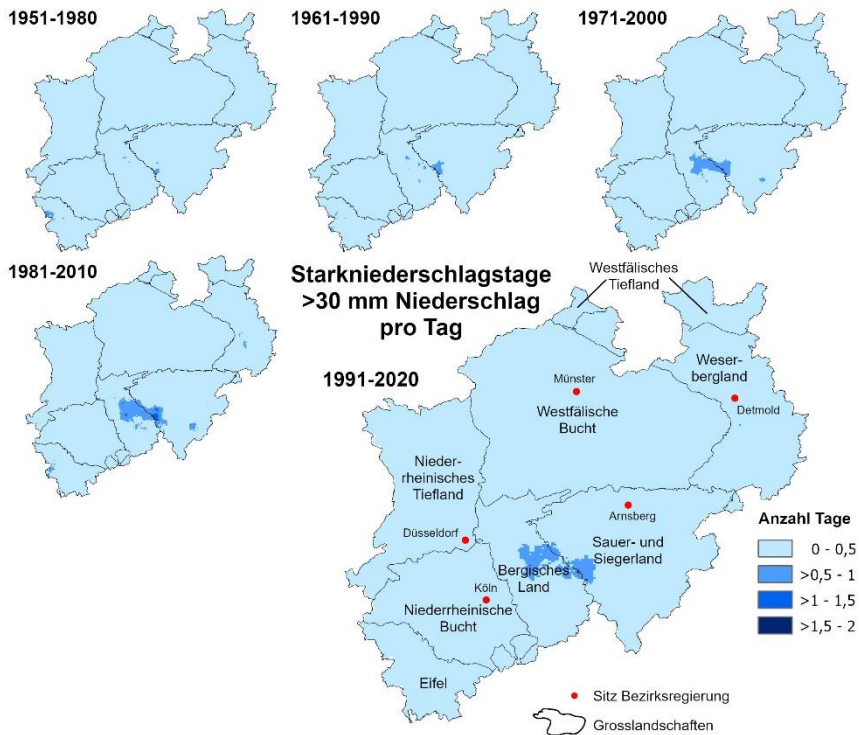 1951-1980
1961-1990
1971-2000
1981-2010
Starkniederschlagstage
>30 mm Niederschlag
pro Tag
1991-2020
Westfälisches
Tiefland
Weser-
bergland
Detmold
Münster
Westfälische
Bucht
Nieder-
rheinisches
Tiefland
Düsseldorf
Arnsberg
Sauer- und
Siegerland
Bergisches
Land
Köln
Niederrheinische
Bucht
Eifel
Anzahl Tage
0 - 0,5
>0,5 - 1
>1 - 1,5
>1,5 - 2
Sitz Bezirksregierung
Grosslandschaften